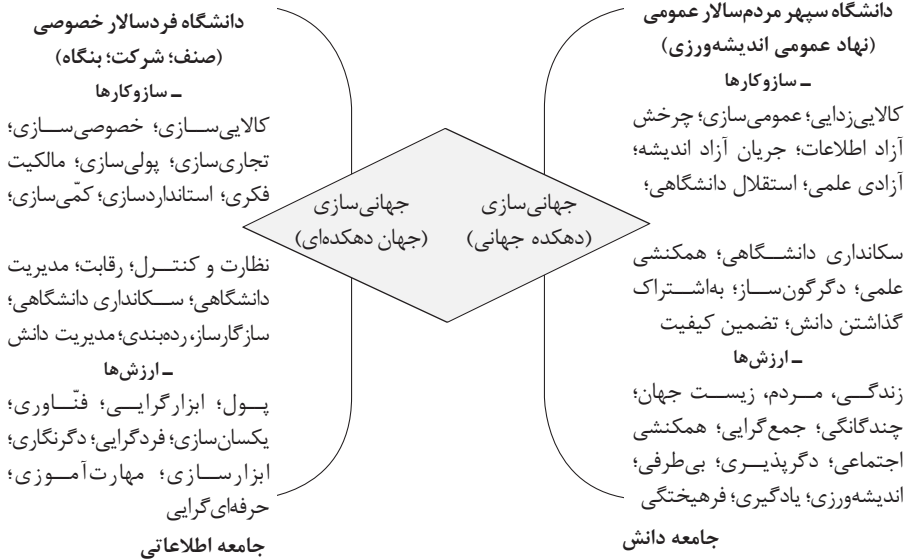 دانشگاه سپهر مردم‌سالار عمومی
(نهاد عمومی اندیشه‌ورزی)
ـ سازوکارها
کالایی‌زدایی؛ عمومی‌سازی؛ چرخش
آزاد اطلاعات؛ جریان آزاد اندیشه؛
آزادی علمی؛ استقلال دانشگاهی؛
سکانداری دانشگاهی؛ همکنشی
علمی؛ دگرگون‌ساز؛ به‌اشتراک
گذاشتن دانش؛ تضمین کیفیت
ـ ارزش‌ها
زندگی، مردم، زیست جهان؛
چندگانگی؛ جمع‌گرایی؛ همکنشی
اجتماعی؛ دگرپذیری؛ بی‌طرفی؛
اندیشه‌ورزی؛ یادگیری؛ فرهیختگی
جامعه دانش
جهانی‌سازی
(دهکده جهانی)
جهانی‌سازی
(جهان دهکده‌ای)
دانشگاه فردسالار خصوصی
(صنف؛ شرکت؛ بنگاه)
ـ سازوکارها
کالایی‌سازی؛ خصوصی‌سازی؛
تجاری‌سازی؛ پولی‌سازی؛ مالکیت
فکری؛ استانداردسازی؛ کمّی‌سازی؛
نظارت و کنترل؛ رقابت؛ مدیریت
دانشگاهی؛ سکانداری دانشگاهی؛
سازگارساز، رده‌بندی؛ مدیریت دانش
ـ ارزش‌ها
پول؛ ابزارگرایی؛ فنّاوری؛
یکسان‌سازی؛ فردگرایی؛ دگرنگاری؛
ابزارسازی؛ مهارت‌آموزی؛
حرفه‌ای‌گرایی
جامعه اطلاعاتی